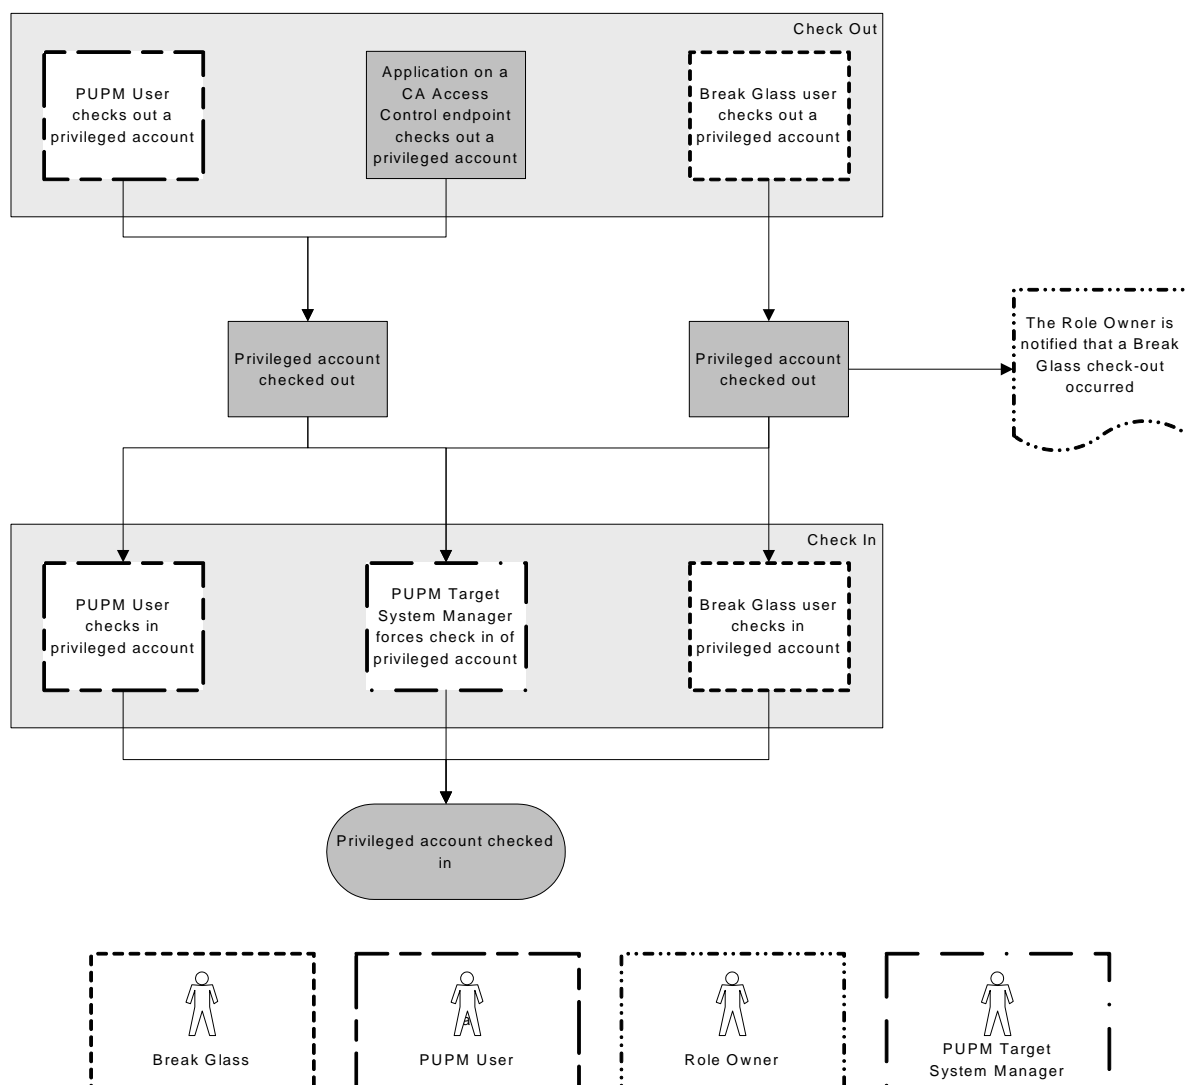 Check Out
PUPM User
checks out a
privileged account
Application on a
CA Access
Control endpoint
checks out a
privileged account
Break Glass user
checks out a
privileged account
Privileged account
checked out
Privileged account
checked out
The Role Owner is
notified that a Break
Glass check-out
occurred
Check In
PUPM User
checks in
privileged account
PUPM Target
System Manager
forces check in of
privileged account
Break Glass user
checks in
privileged account
Privileged account checked
in
Break Glass
a
PUPM User
Role Owner
PUPM Target
System Manager